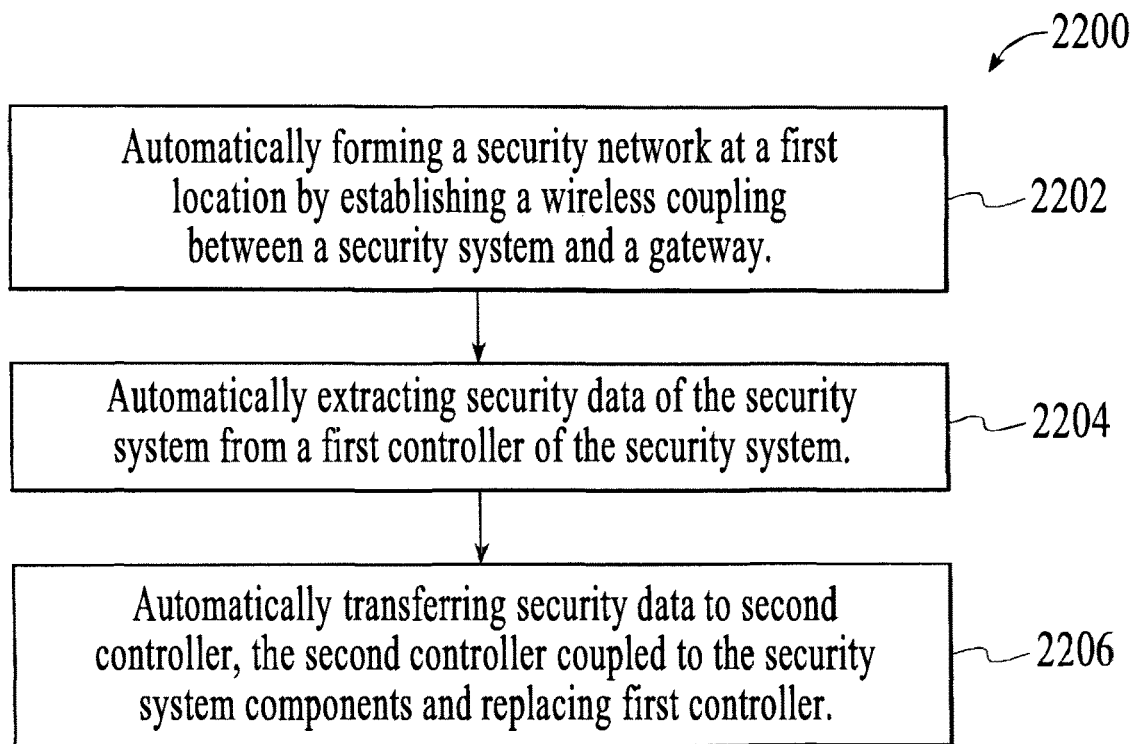 2200
Automatically forming a security network at a first
location by establishing a wireless coupling
between a security system and a gateway.
2202
Automatically extracting security data of the security
system from a first controller of the security system.
2204
Automatically transferring security data to second
controller, the second controller coupled to the security
system components and replacing first controller.
2206